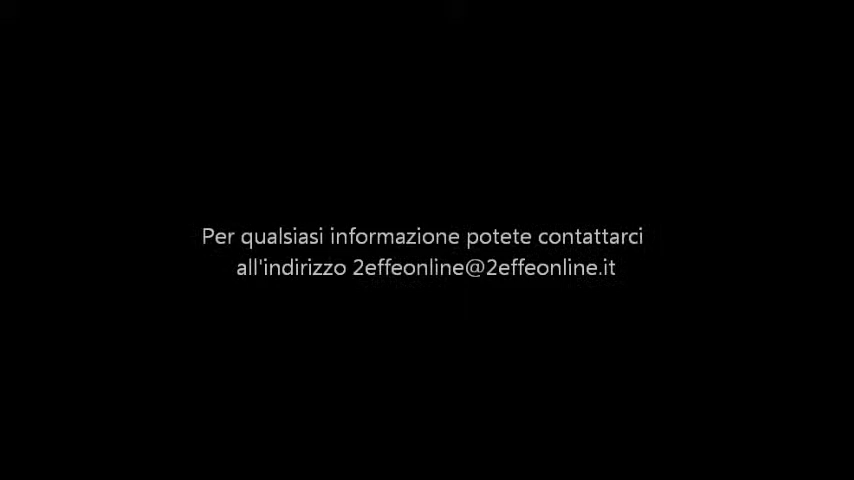 Per qualsiasi informazione potete contattarci
all'indirizzo 2effeonline@2effeonline.it